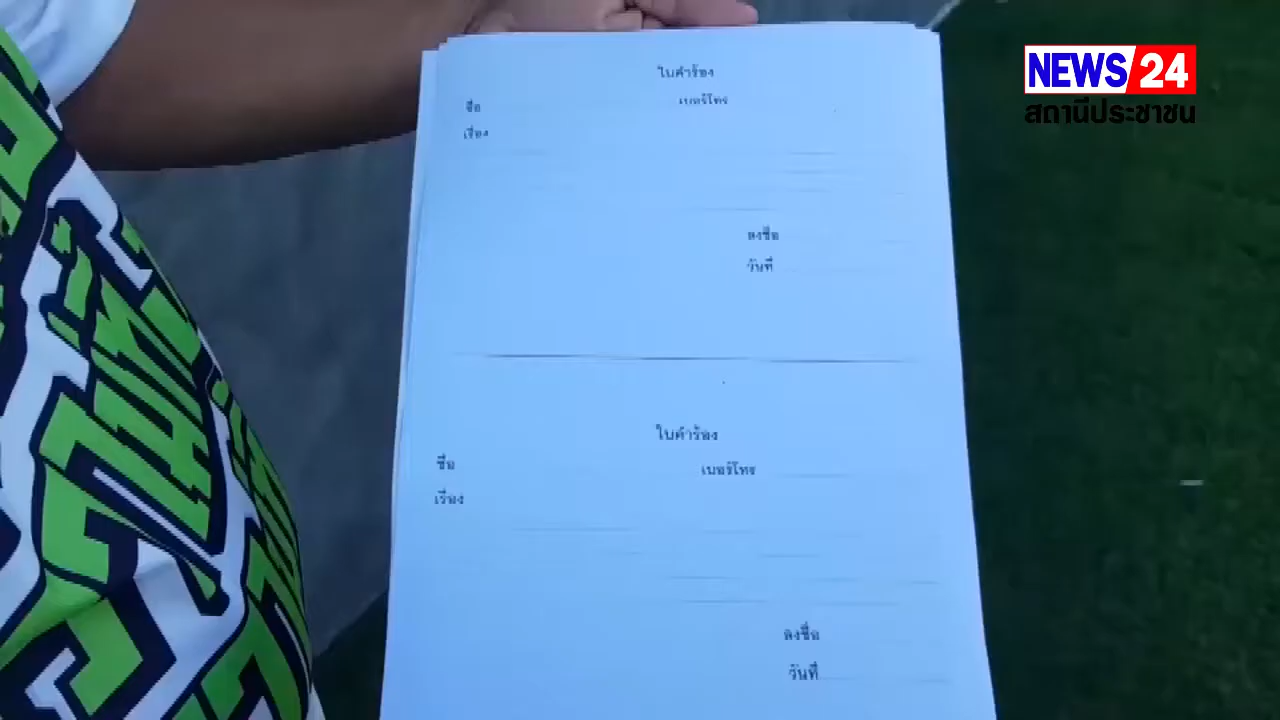 NEWS 24
สถานีประชาชน
ใบคำร้อง
ชื่อ เบอร์โทร
เรื่อง
ลงชื่อ
วันที่
ใบคำร้อง
ชื่อ เบอร์โทร
เรื่อง
ลงชื่อ
วันที่